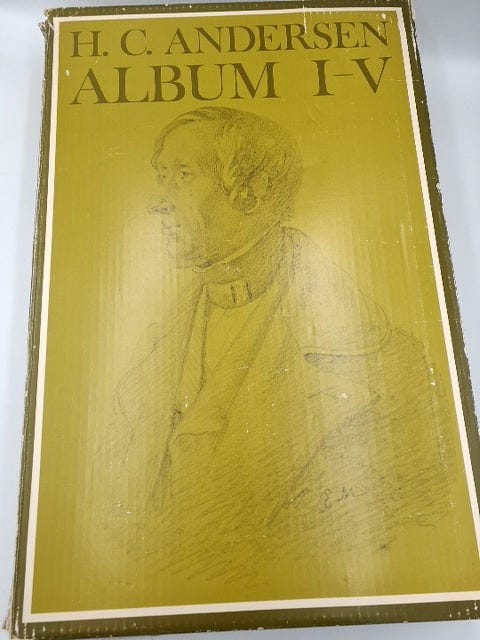 H. C. ANDERSEN
ALBUM I–V